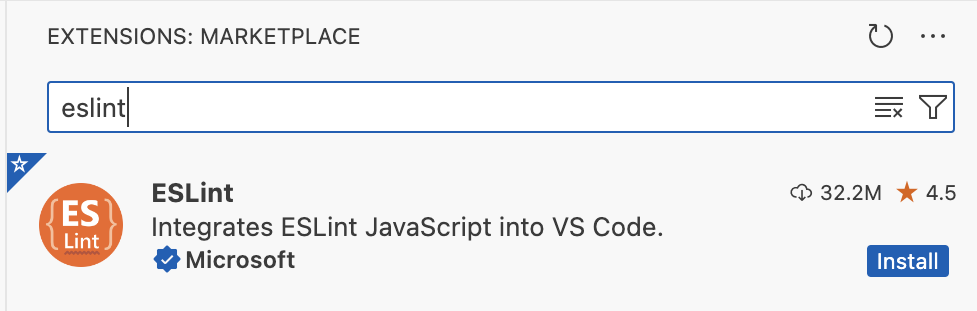 EXTENSIONS: MARKETPLACE
eslint
ESLint 32.2M 4.5
ES
Lint
Integrates ESLint JavaScript into VS Code.
Microsoft
Install